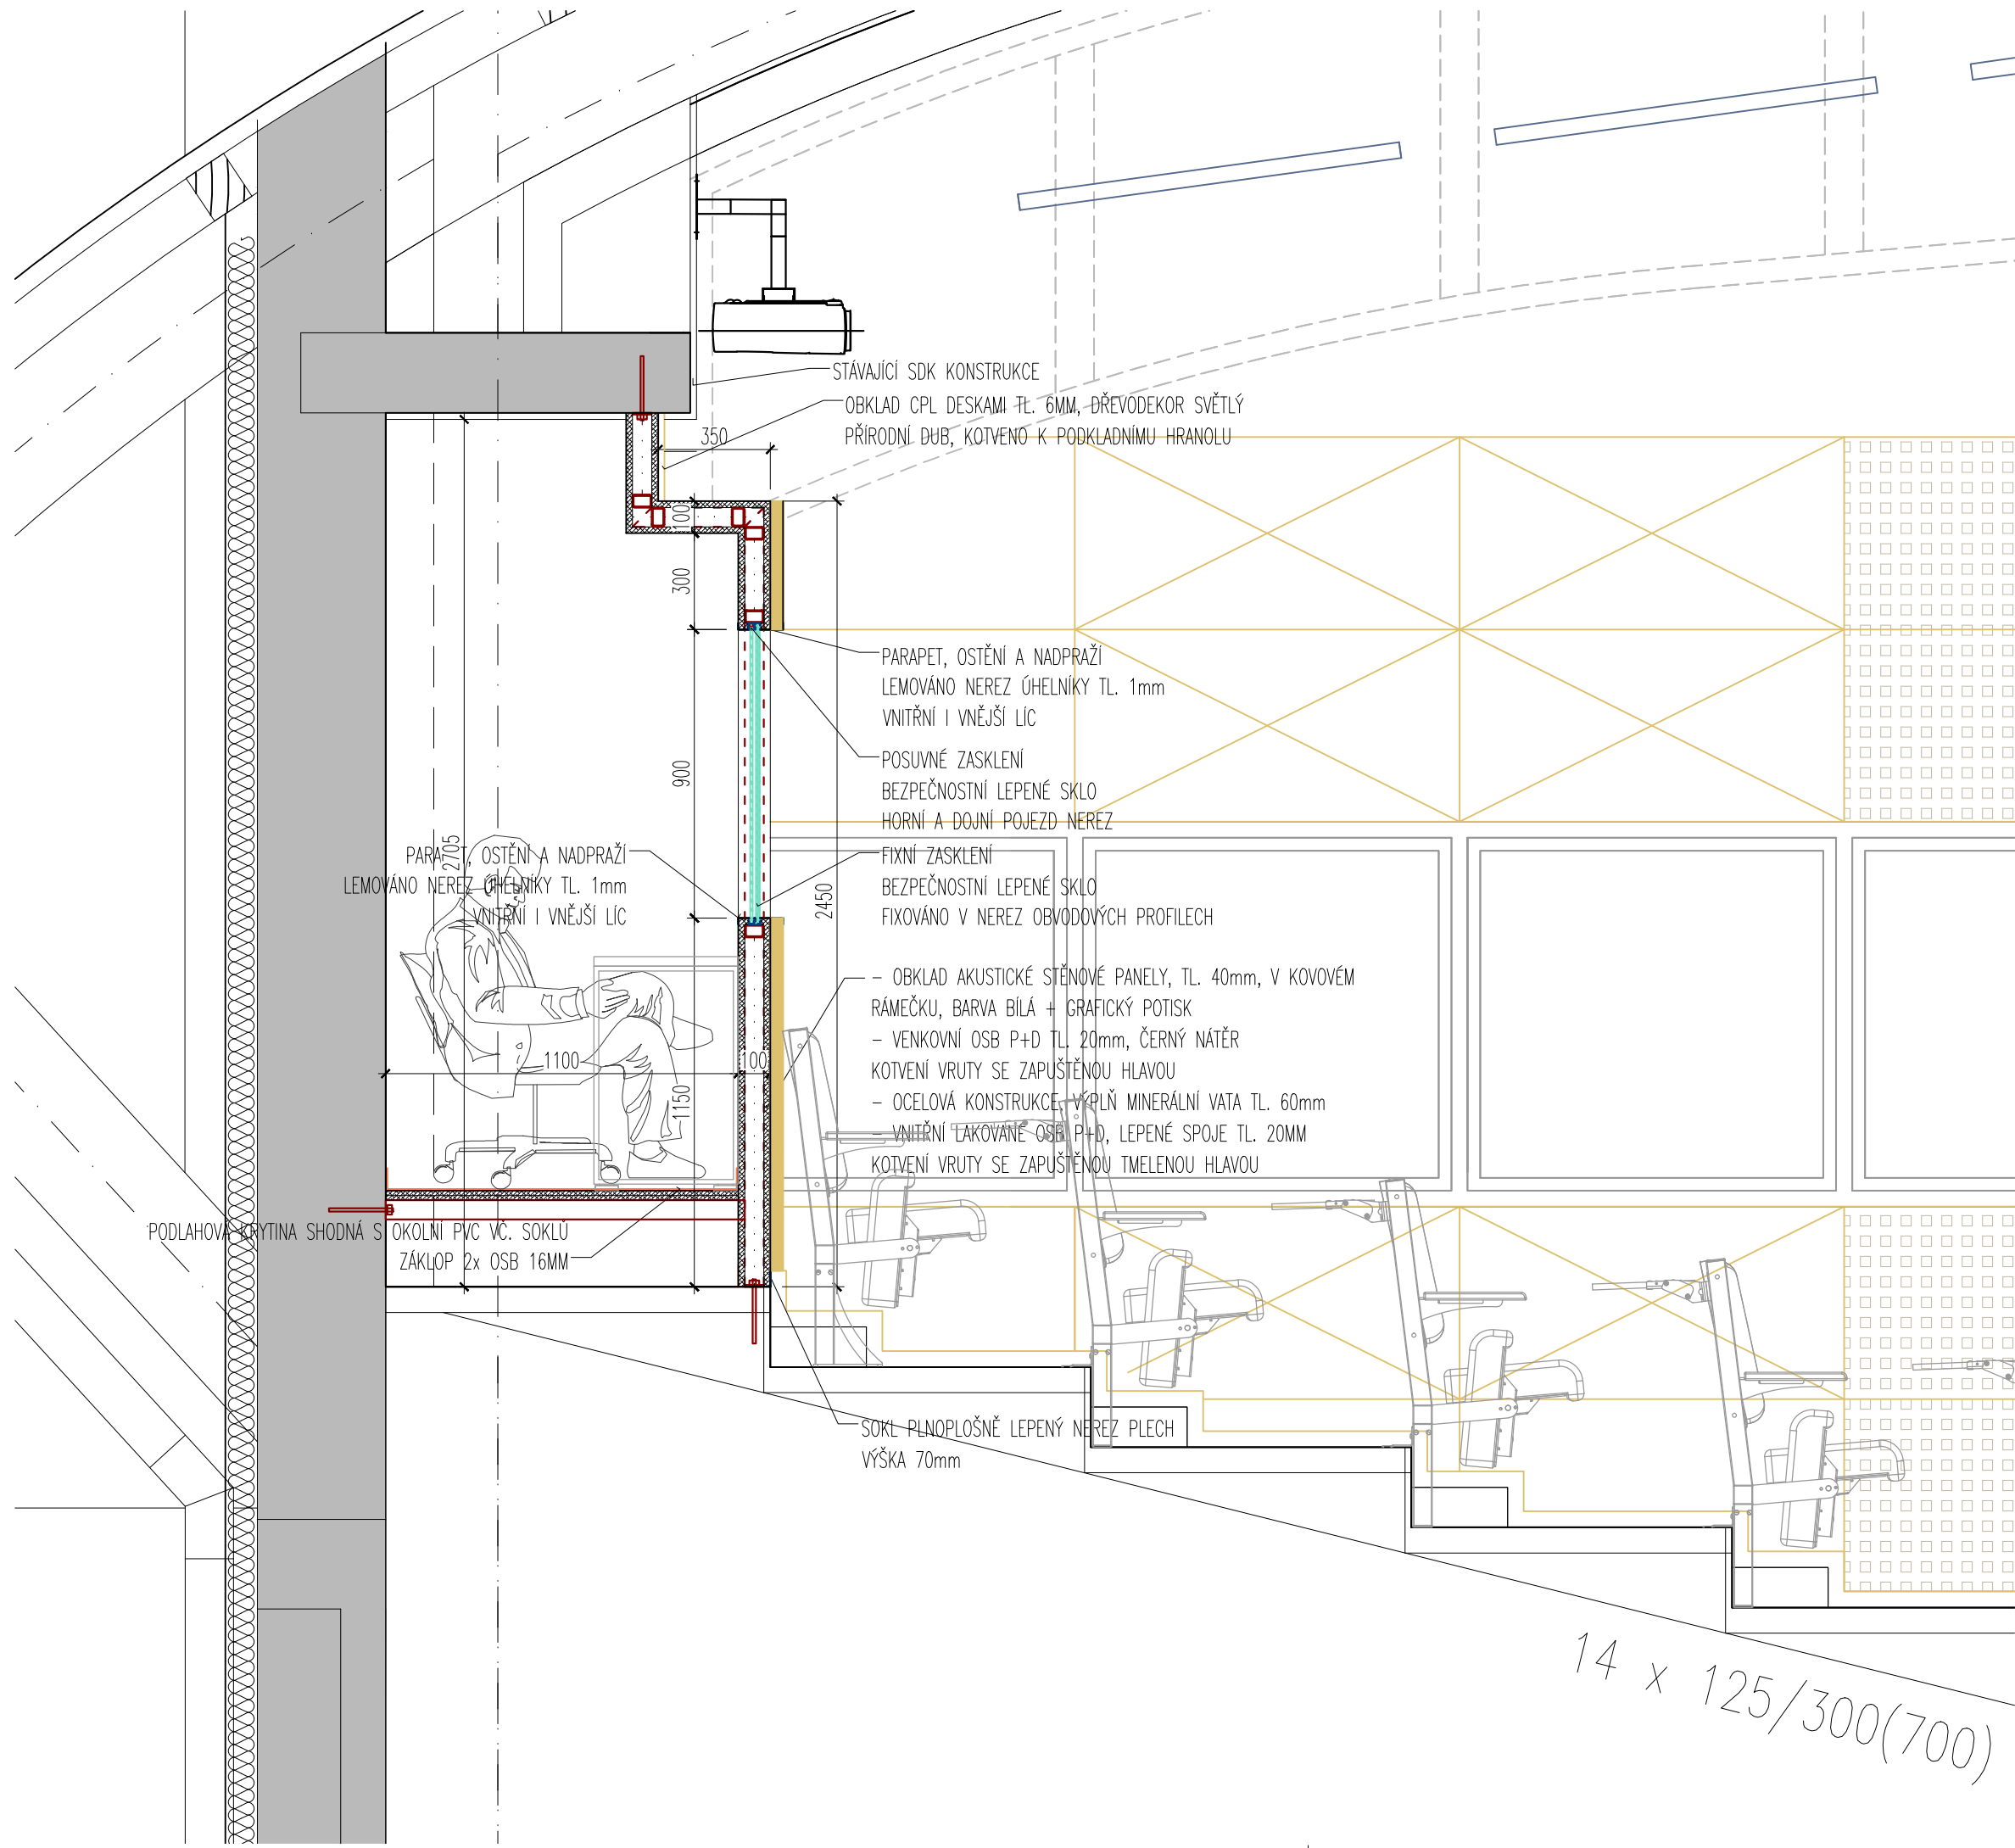 STÁVAJÍCÍ SDK KONSTRUKCE
OBKLAD CPL DESKAMI TL. 6MM, DŘEVODEKOR SVĚTLÝ
PŘÍRODNÍ DUB, KOTVENO K PODKLADNÍMU HRANOLU
350
100
300
PARAPET, OSTĚNÍ A NADPRAŽÍ
LEMOVÁNO NEREZ ÚHELNÍKY TL. 1mm
VNITŘNÍ I VNĚJŠÍ LÍC
POSUVNÉ ZASKLENÍ
BEZPEČNOSTNÍ LEPENÉ SKLO
HORNÍ A DOJNÍ POJEZD NEREZ
900
2705
PARAPET, OSTĚNÍ A NADPRAŽÍ
LEMOVÁNO NEREZ ÚHELNÍKY TL. 1mm
VNITŘNÍ I VNĚJŠÍ LÍC
FIXNÍ ZASKLENÍ
BEZPEČNOSTNÍ LEPENÉ SKLO
FIXOVÁNO V NEREZ OBVODOVÝCH PROFILECH
2450
– OBKLAD AKUSTICKÉ STĚNOVÉ PANELY, TL. 40mm, V KOVOVÉM
RÁMEČKU, BARVA BÍLÁ + GRAFICKÝ POTISK
– VENKOVNÍ OSB P+D TL. 20mm, ČERNÝ NÁTĚR
KOTVENÍ VRUTY SE ZAPUŠTĚNOU HLAVOU
– OCELOVÁ KONSTRUKCE, VÝPLŇ MINERÁLNÍ VATA TL. 60mm
– VNITŘNÍ LAKOVANÉ OSB P+D, LEPENÉ SPOJE TL. 20MM
KOTVENÍ VRUTY SE ZAPUŠTĚNOU TMELENOU HLAVOU
1100
100
1150
PODLAHOVÁ KRYTINA SHODNÁ S OKOLNÍ PVC VČ. SOKLŮ
ZÁKLOP 2x OSB 16MM
SOKL PLNOPLOŠNĚ LEPENÝ NEREZ PLECH
VÝŠKA 70mm
14 x 125/300(700)